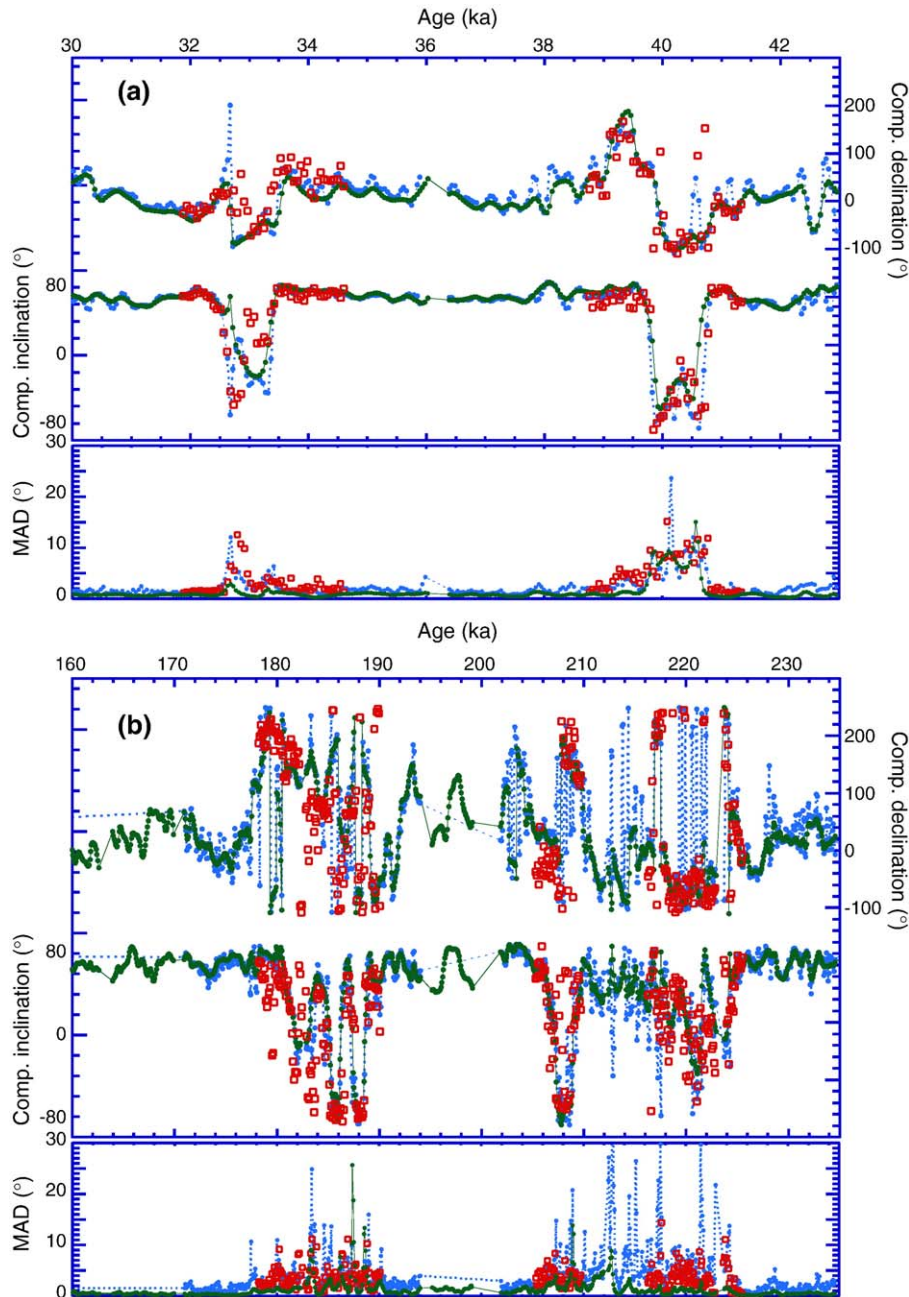 Age (ka)
30 32 34 36 38 40 42
(a)
200
100
0
-100
Comp. declination (°)
80
0
-80
Comp. inclination (°)
30
20
10
0
MAD (°)
Age (ka)
160 170 180 190 200 210 220 230
(b)
200
100
0
-100
Comp. declination (°)
80
0
-80
Comp. inclination (°)
30
20
10
0
MAD (°)